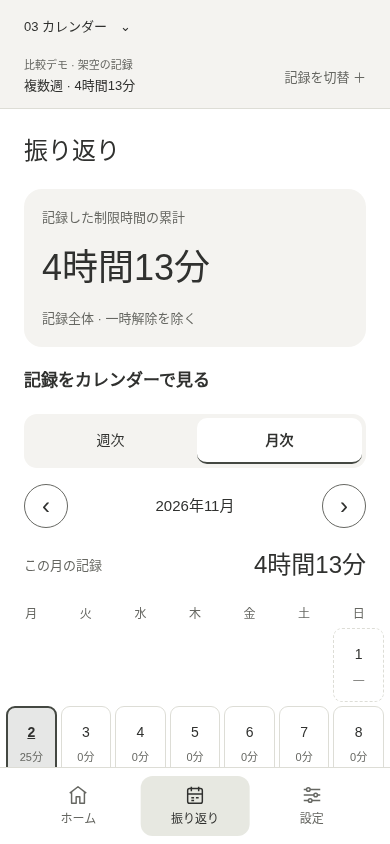 03 カレンダー
比較デモ · 架空の記録
複数週 · 4時間13分
記録を切替 ＋
振り返り
記録した制限時間の累計
4時間13分
記録全体 · 一時解除を除く
記録をカレンダーで見る
週次 月次
‹ 2026年11月 ›
この月の記録 4時間13分
月 火 水 木 金 土 日
1
—
2 3 4 5 6 7 8
25分 0分 0分 0分 0分 0分 0分
ホーム 振り返り 設定